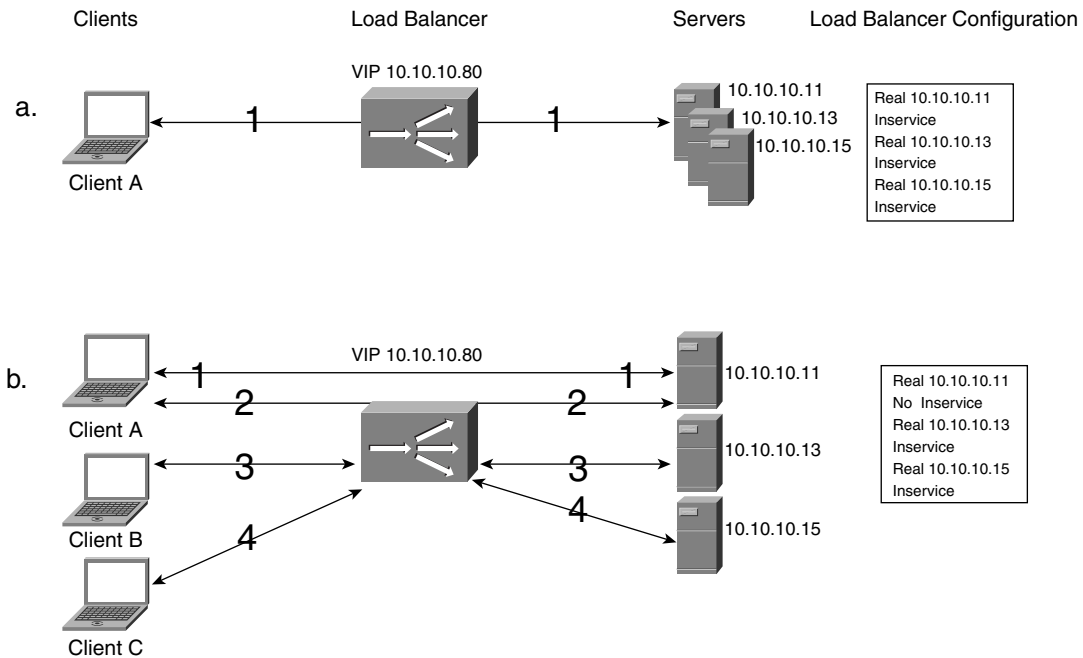 Clients Load Balancer Servers Load Balancer Configuration
a.
VIP 10.10.10.80
1 1
Client A
10.10.10.11
10.10.10.13
10.10.10.15
Real 10.10.10.11
Inservice
Real 10.10.10.13
Inservice
Real 10.10.10.15
Inservice
b.
VIP 10.10.10.80
1 1
2 2
3 3
4 4
Client A
Client B
Client C
10.10.10.11
10.10.10.13
10.10.10.15
Real 10.10.10.11
No Inservice
Real 10.10.10.13
Inservice
Real 10.10.10.15
Inservice